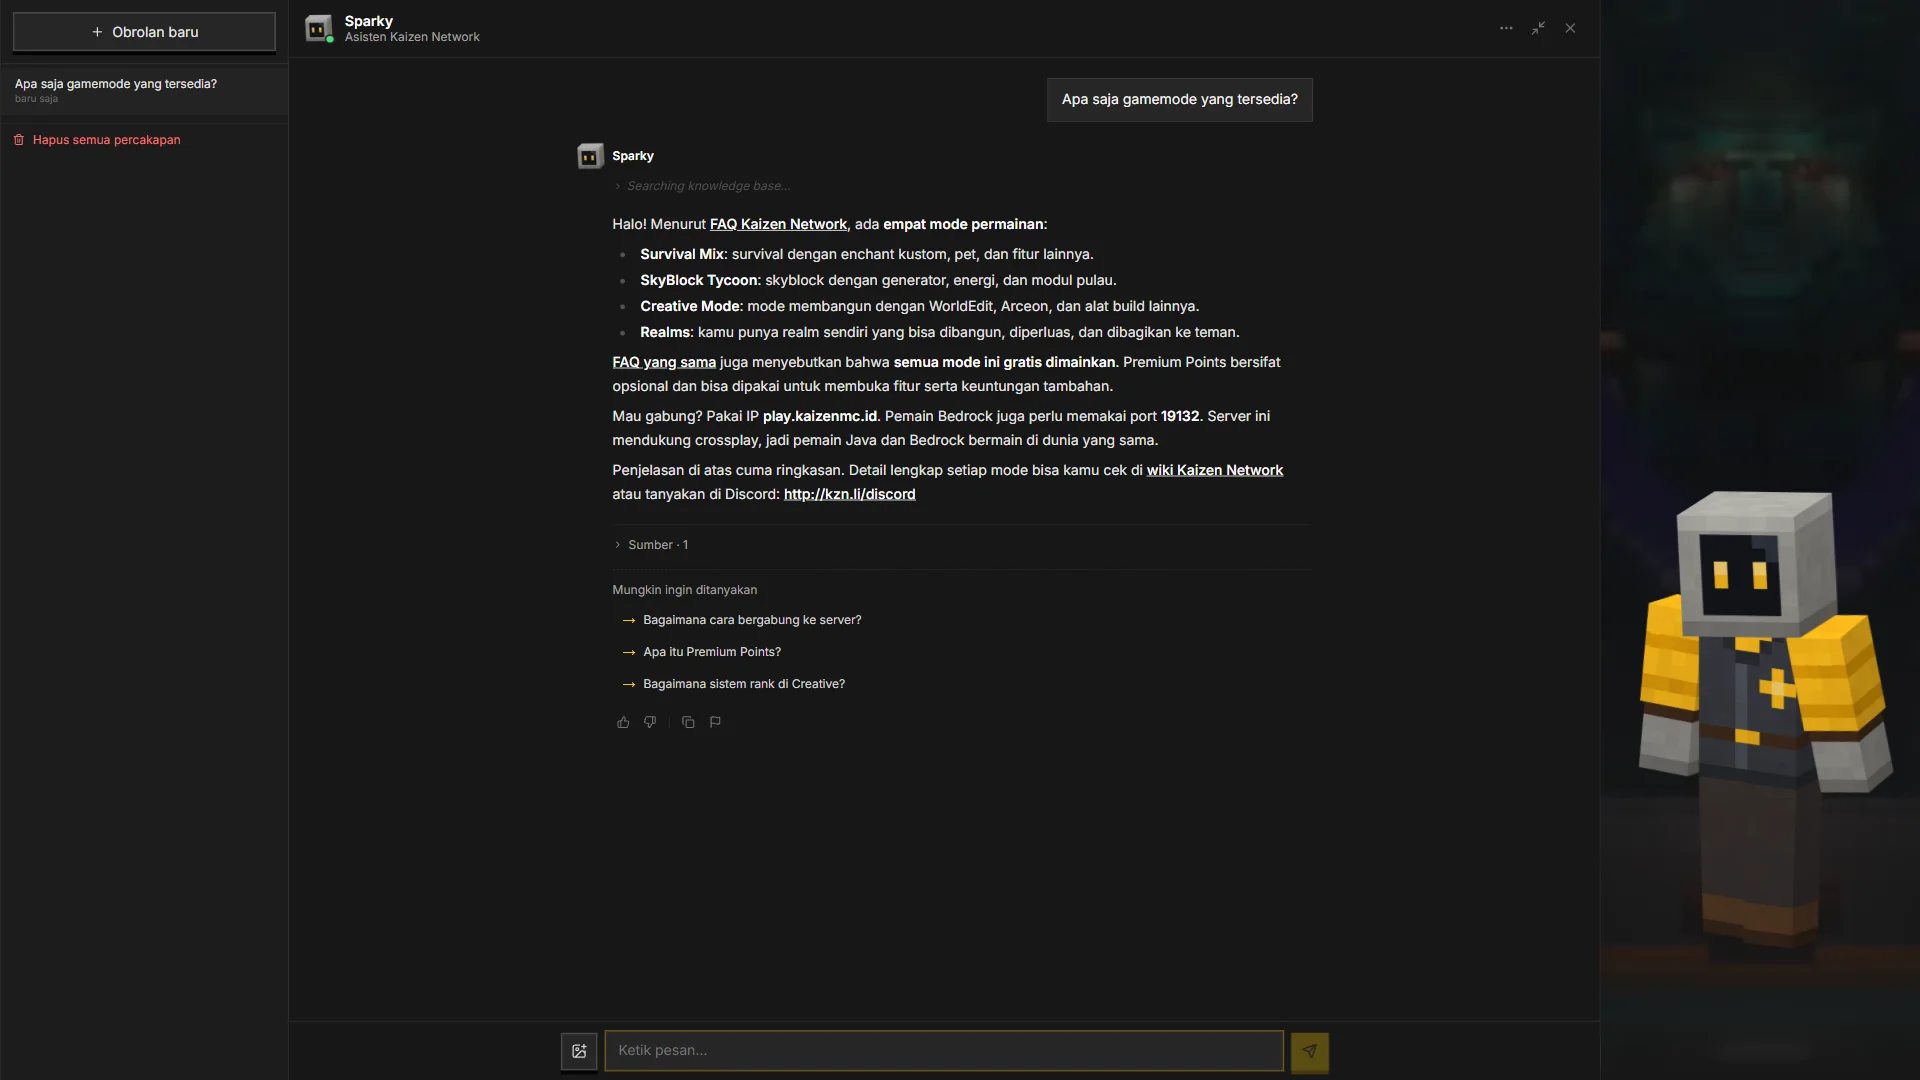 Obrolan baru
Apa saja gamemode yang tersedia?
baru saja
Hapus semua percakapan
Sparky
Asisten Kaizen Network
Apa saja gamemode yang tersedia?
Sparky
Searching knowledge base...
Halo! Menurut FAQ Kaizen Network, ada empat mode permainan:
• Survival Mix: survival dengan enchant kustom, pet, dan fitur lainnya.
• SkyBlock Tycoon: skyblock dengan generator, energi, dan modul pulau.
• Creative Mode: mode membangun dengan WorldEdit, Arceon, dan alat build lainnya.
• Realms: kamu punya realm sendiri yang bisa dibangun, diperluas, dan dibagikan ke teman.
FAQ yang sama juga menyebutkan bahwa semua mode ini gratis dimainkan. Premium Points bersifat
opsional dan bisa dipakai untuk membuka fitur serta keuntungan tambahan.
Mau gabung? Pakai IP play.kaizenmc.id. Pemain Bedrock juga perlu memakai port 19132. Server ini
mendukung crossplay, jadi pemain Java dan Bedrock bermain di dunia yang sama.
Penjelasan di atas cuma ringkasan. Detail lengkap setiap mode bisa kamu cek di wiki Kaizen Network
atau tanyakan di Discord: http://kzn.li/discord
Sumber · 1
Mungkin ingin ditanyakan
→ Bagaimana cara bergabung ke server?
→ Apa itu Premium Points?
→ Bagaimana sistem rank di Creative?
Ketik pesan...